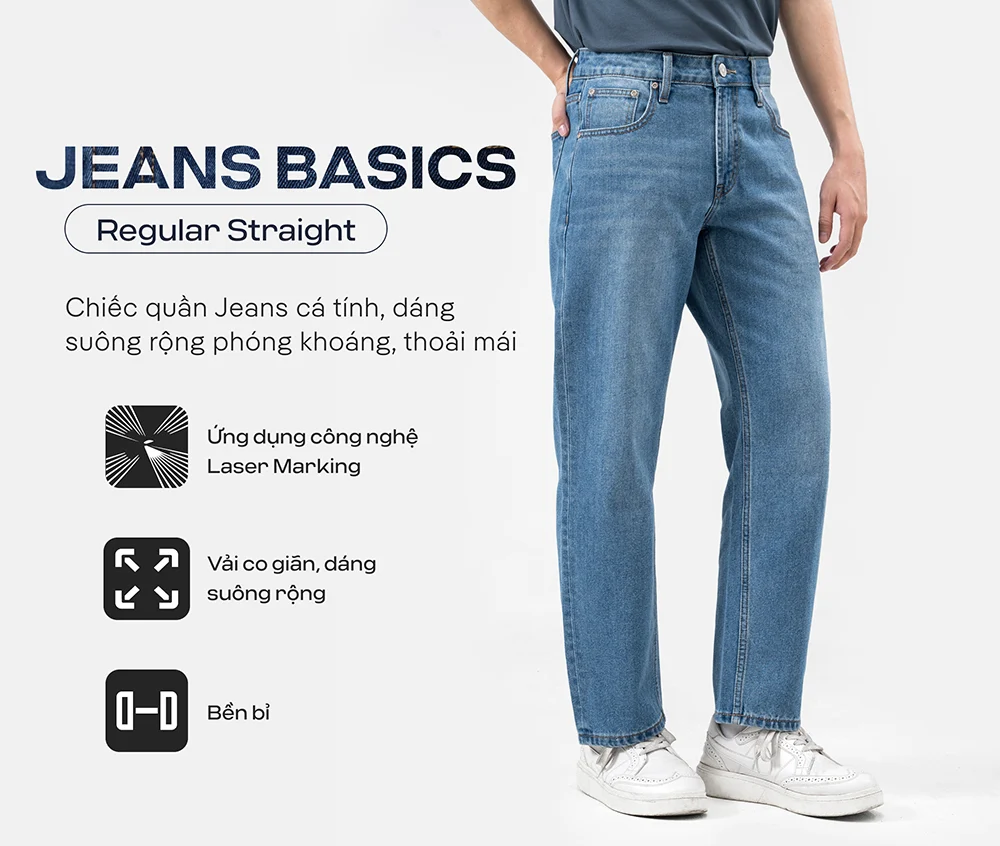 JEANS BASICS
Regular Straight
Chiếc quần Jeans cá tính, dáng
suông rộng phóng khoáng, thoải mái
Ứng dụng công nghệ
Laser Marking
Vải co giãn, dáng
suông rộng
Bền bỉ